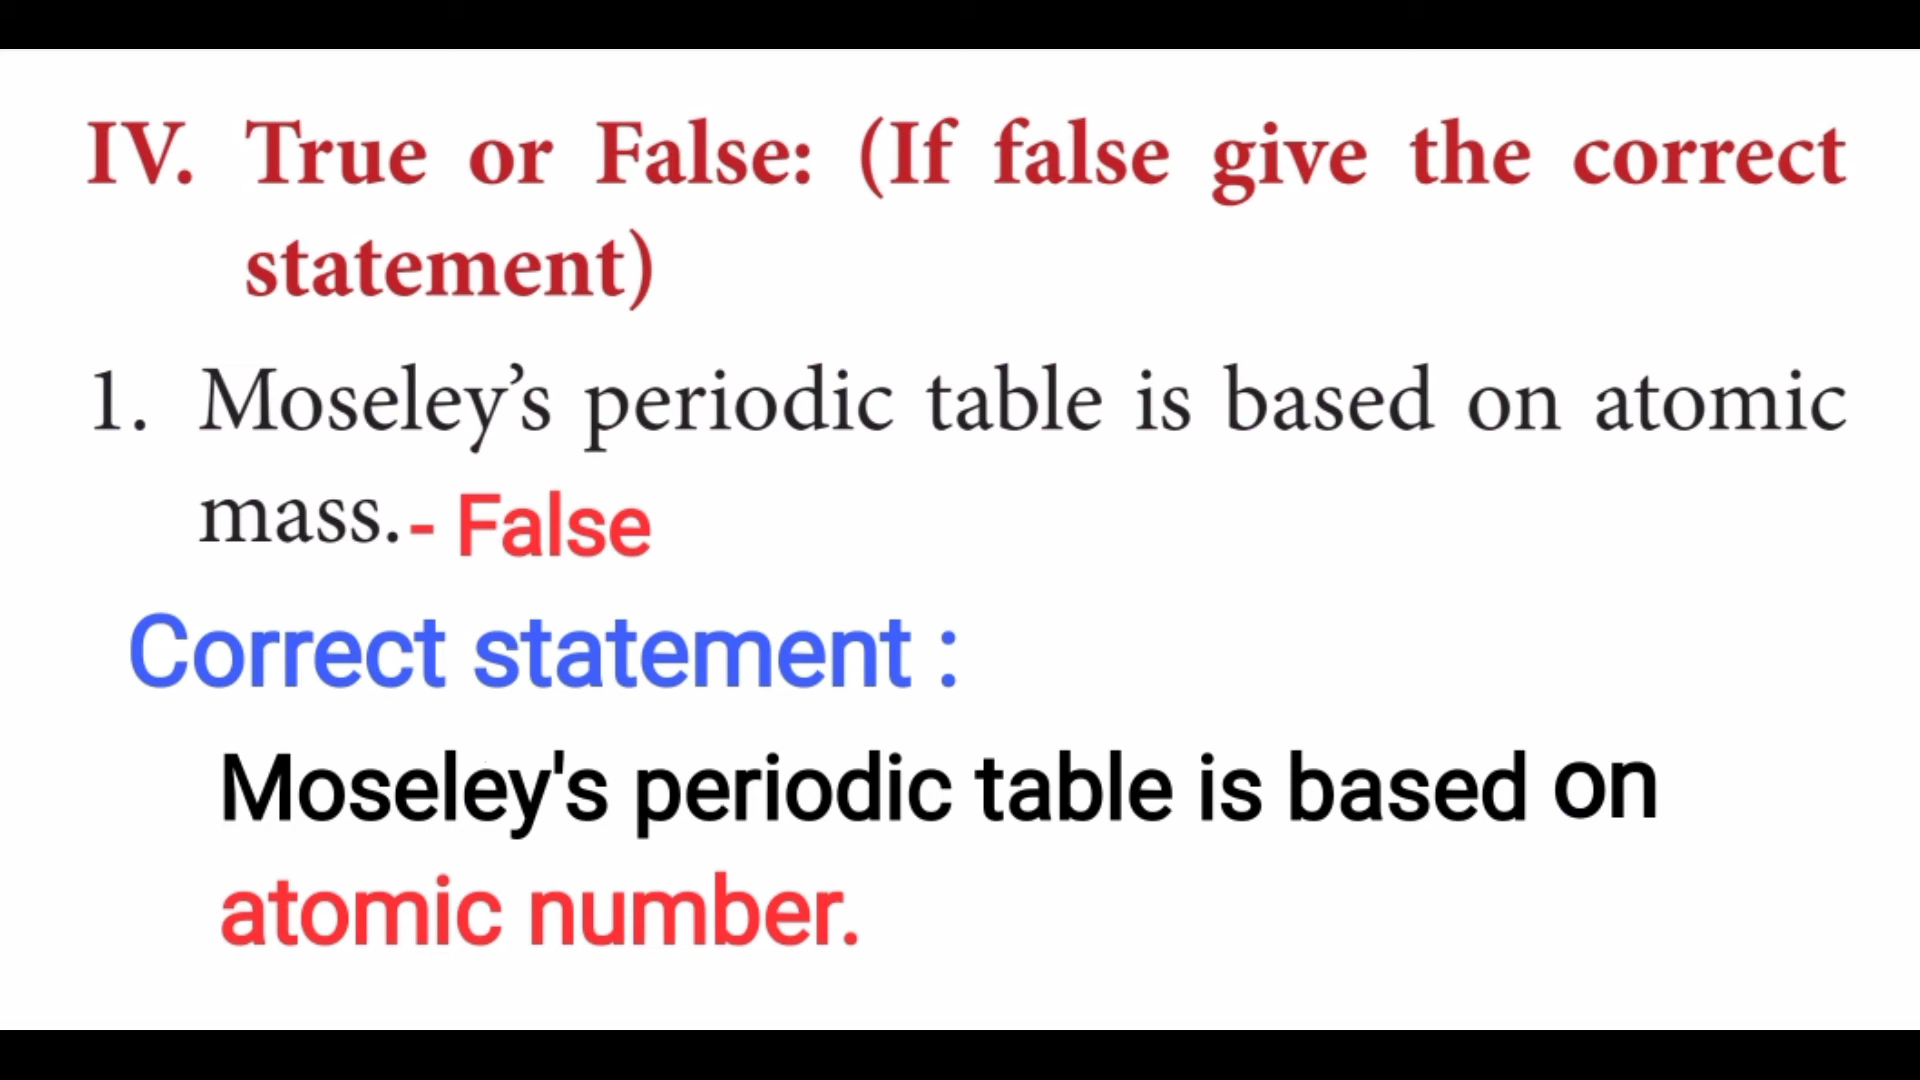 IV. True or False: (If false give the correct
statement)
1. Moseley’s periodic table is based on atomic
mass. - False
Correct statement :
Moseley's periodic table is based on
atomic number.